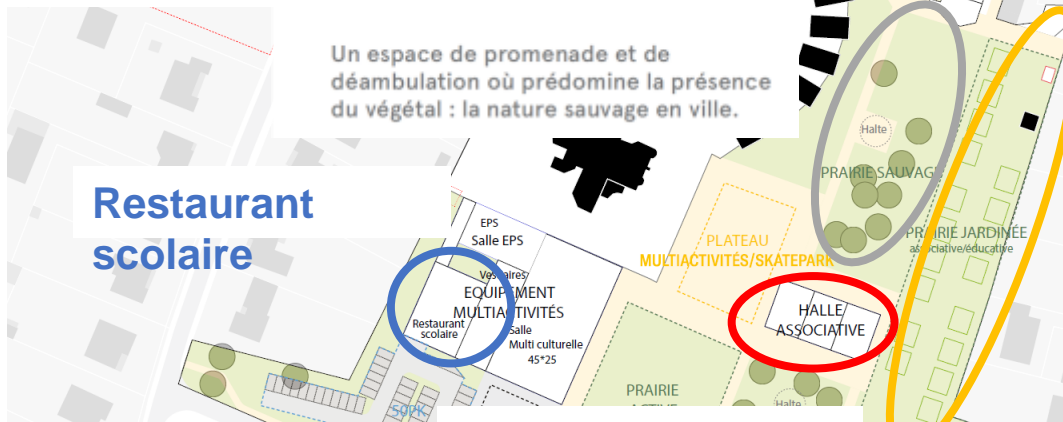 Un espace de promenade et de
déambulation où prédomine la présence
du végétal : la nature sauvage en ville.
Halte
Restaurant
scolaire
PRAIRIE SAUVAGE
EPS
Salle EPS
PLATEAU
MULTIACTIVITÉS/SKATEPARK
PRAIRIE JARDINÉE
associative/éducative
Vestiaires
EQUIPEMENT
MULTIACTIVITÉS
Restaurant
scolaire
Salle
Multi culturelle
45*25
HALLE
ASSOCIATIVE
PRAIRIE
ACTIVE
Halte
50PK